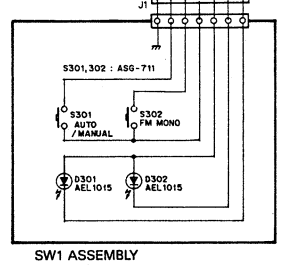 J1
S301,302 : ASG-711
S301
AUTO
/MANUAL
S302
FM MONO
D301
AEL1015
D302
AEL1015
SW1 ASSEMBLY